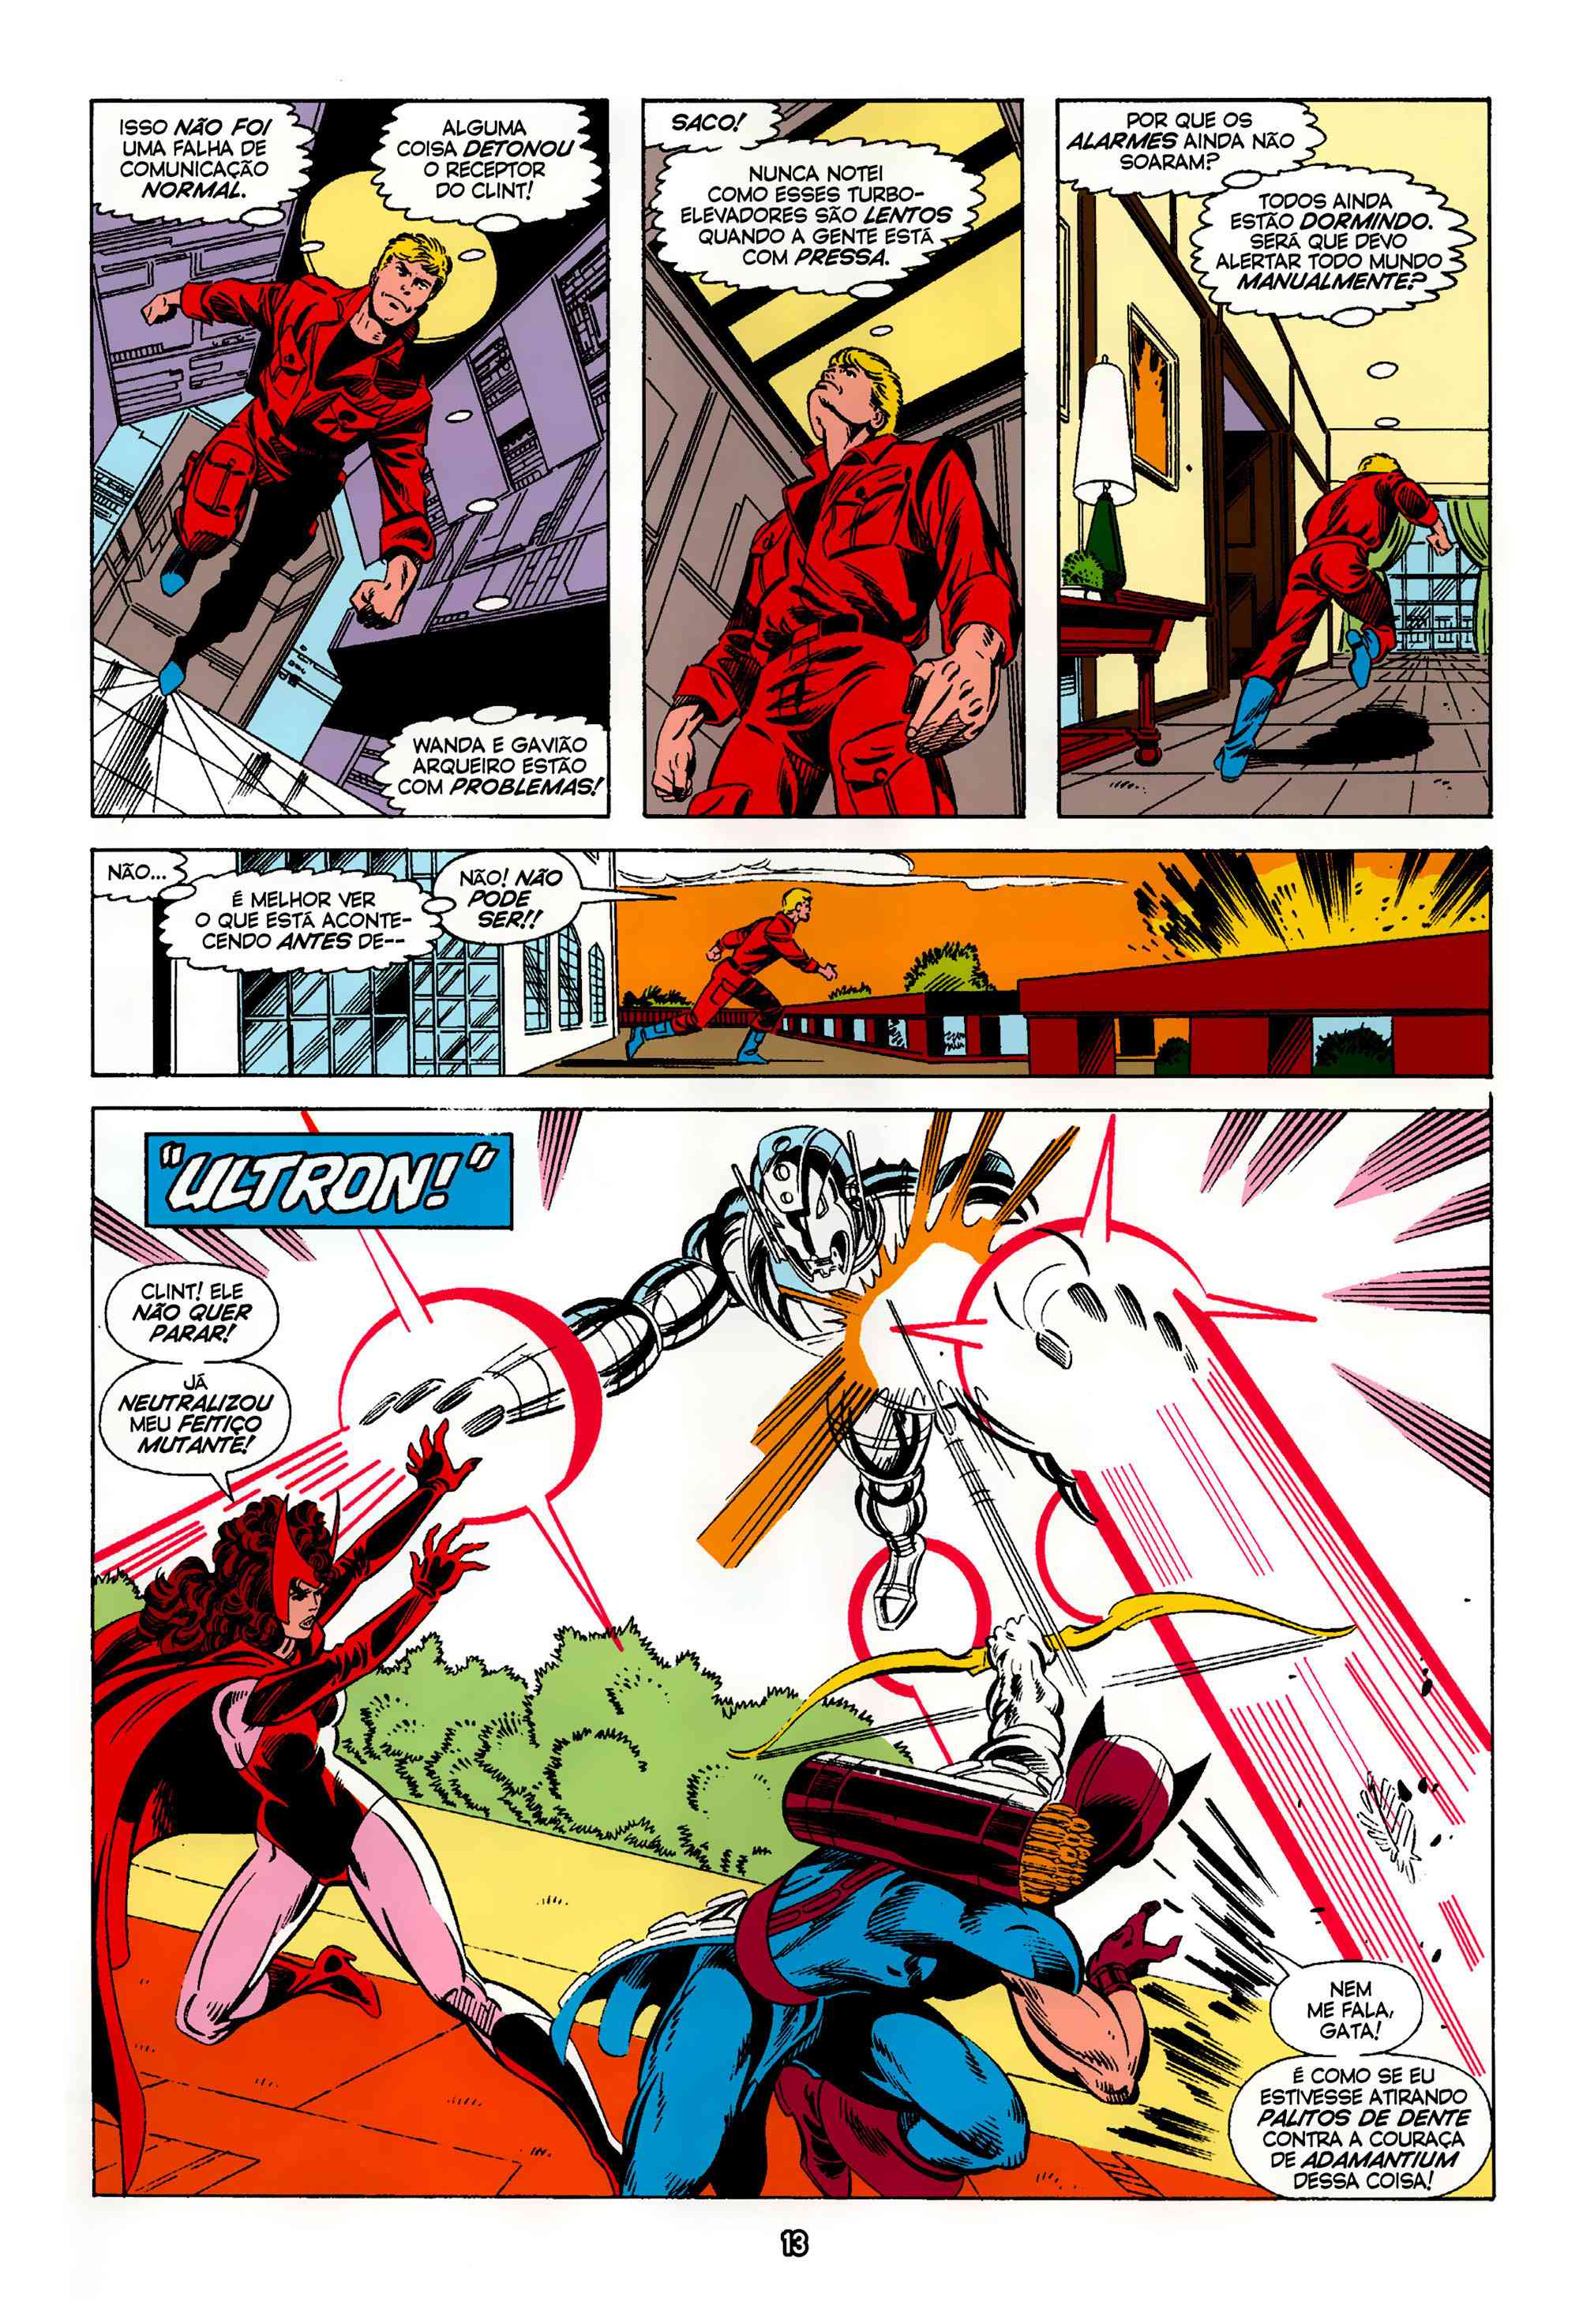 ISSO NÃO FOI
UMA FALHA DE
COMUNICAÇÃO
NORMAL.
ALGUMA
COISA DETONOU
O RECEPTOR
DO CLINT!
WANDA E GAVIÃO
ARQUEIRO ESTÃO
COM PROBLEMAS!
SACO!
NUNCA NOTEI
COMO ESSES TURBO-
ELEVADORES SÃO LENTOS
QUANDO A GENTE ESTÁ
COM PRESSA.
POR QUE OS
ALARMES AINDA NÃO
SOARAM?
TODOS AINDA
ESTÃO DORMINDO.
SERÁ QUE DEVO
ALERTAR TODO MUNDO
MANUALMENTE?
NÃO...
É MELHOR VER
O QUE ESTÁ ACONTE-
CENDO ANTES DE--
NÃO! NÃO
PODE
SER!!
"ULTRON!"
CLINT! ELE
NÃO QUER
PARAR!
JÁ
NEUTRALIZOU
MEU FEITIÇO
MUTANTE!
NEM
ME FALA,
GATA!
É COMO SE EU
ESTIVESSE ATIRANDO
PALITOS DE DENTE
CONTRA A COURAÇA
DE ADAMANTIUM
DESSA COISA!
13